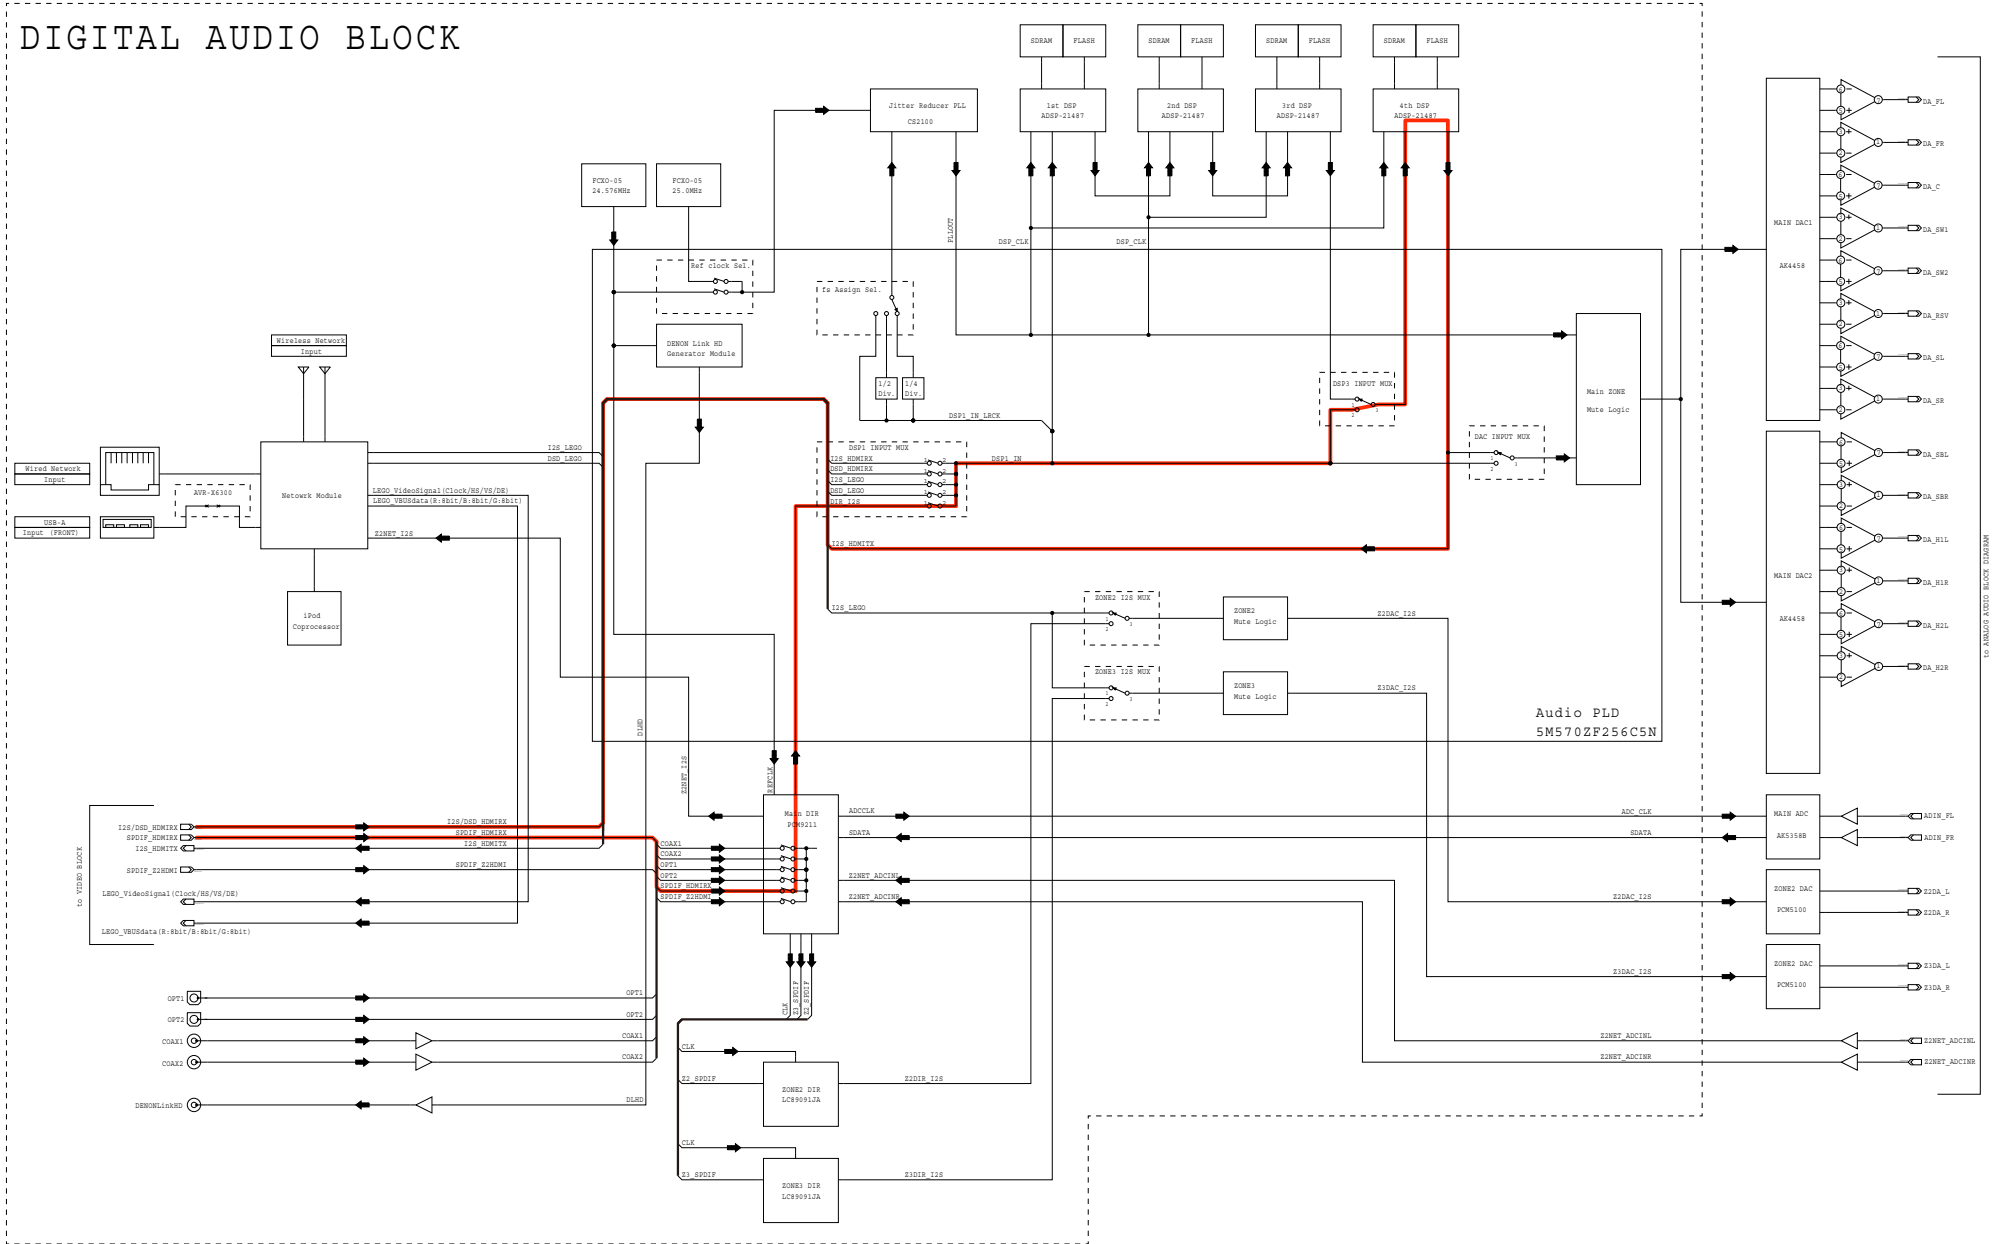 DIGITAL AUDIO BLOCK
SDRAM FLASH
SDRAM FLASH
SDRAM FLASH
SDRAM FLASH
Jitter Reducer PLL
CS2100
1st DSP
ADSP-21487
2nd DSP
ADSP-21487
3rd DSP
ADSP-21487
4th DSP
ADSP-21487
FCXO-05
24.576MHz
FCXO-05
25.0MHz
PLLOUT
DSP_CLK
DSP_CLK
Ref clock Sel.
fs Assign Sel.
DENON Link HD
Generator Module
1/2
Div.
1/4
Div.
DSP1_IN_LRCK
DSP3 INPUT MUX
Main ZONE
Mute Logic
DAC INPUT MUX
Wireless Network
Input
Wired Network
Input
USB-A
Input (FRONT)
AVR-X6300
Netowrk Module
iPod
Coprocessor
I2S_LEGO
DSD_LEGO
LEGO_VideoSignal(Clock/HS/VS/DE)
LEGO_VBUSdata(R:8bit/B:8bit/G:8bit)
Z2NET_I2S
DSP1 INPUT MUX
I2S_HDMIRX
DSD_HDMIRX
I2S_LEGO
DSD_LEGO
DIR_I2S
DSP1_IN
I2S_HDMITX
I2S_LEGO
ZONE2 I2S MUX
ZONE2
Mute Logic
Z2DAC_I2S
ZONE3 I2S MUX
ZONE3
Mute Logic
Z3DAC_I2S
Audio PLD
5M570ZF256C5N
DLHD
Z2NET_I2S
REFCLK
Main DIR
PCM9211
COAX1
COAX2
OPT1
OPT2
SPDIF_HDMIRX
SPDIF_Z2HDMI
ADCCLK
SDATA
Z2NET_ADCINL
Z2NET_ADCINR
to VIDEO BLOCK
I2S/DSD_HDMIRX
SPDIF_HDMIRX
I2S_HDMITX
SPDIF_Z2HDMI
LEGO_VideoSignal(Clock/HS/VS/DE)
LEGO_VBUSdata(R:8bit/B:8bit/G:8bit)
I2S/DSD_HDMIRX
SPDIF_HDMIRX
I2S_HDMITX
SPDIF_Z2HDMI
OPT1
OPT2
COAX1
COAX2
DENONLinkHD
OPT1
OPT2
COAX1
COAX2
DLHD
CLK
Z3_SPDIF
Z2_SPDIF
CLK
Z2_SPDIF
ZONE2 DIR
LC89091JA
Z2DIR_I2S
CLK
Z3_SPDIF
ZONE3 DIR
LC89091JA
Z3DIR_I2S
MAIN DAC1
AK4458
DA_FL
DA_FR
DA_C
DA_SW1
DA_SW2
DA_RSV
DA_SL
DA_SR
MAIN DAC2
AK4458
DA_SBL
DA_SBR
DA_H1L
DA_H1R
DA_H2L
DA_H2R
to ANALOG AUDIO BLOCK DIAGRAM
ADC_CLK
SDATA
MAIN ADC
AK5358B
ADIN_FL
ADIN_FR
Z2DAC_I2S
ZONE2 DAC
PCM5100
Z2DA_L
Z2DA_R
Z3DAC_I2S
ZONE2 DAC
PCM5100
Z3DA_L
Z3DA_R
Z2NET_ADCINL
Z2NET_ADCINR
Z2NET_ADCINL
Z2NET_ADCINR